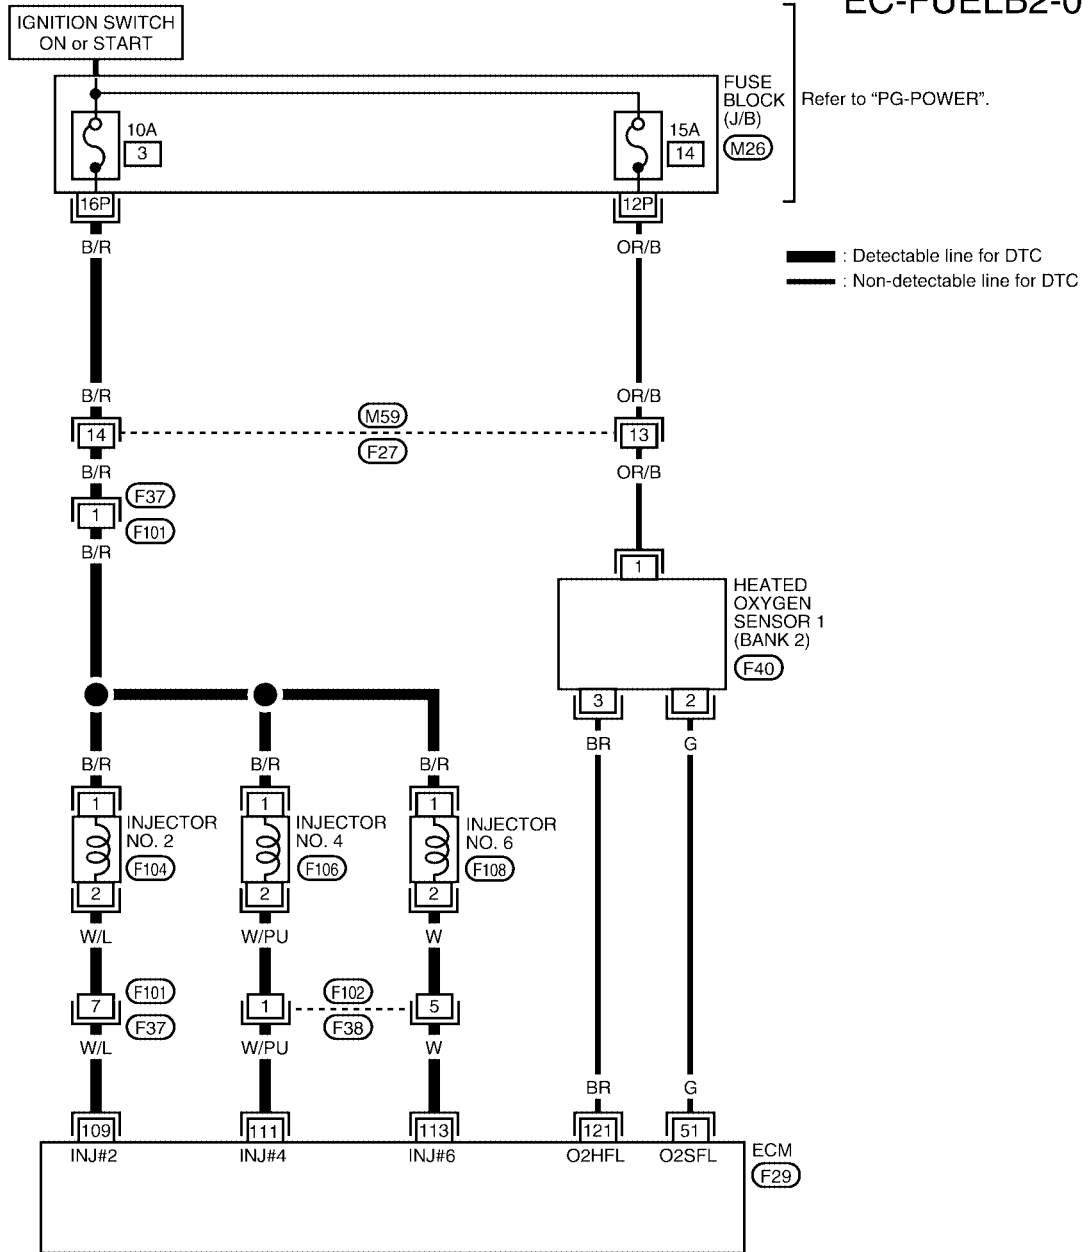 EC-FUELB2-0
IGNITION SWITCH
ON or START
FUSE
BLOCK
(J/B)
M26
Refer to “PG-POWER”.
10A
3
15A
14
16P
12P
B/R
OR/B
: Detectable line for DTC
: Non-detectable line for DTC
B/R
OR/B
14
M59
F27
13
B/R
OR/B
1
F37
F101
B/R
1
HEATED
OXYGEN
SENSOR 1
(BANK 2)
F40
3
2
BR
G
B/R
B/R
B/R
1
INJECTOR
NO. 2
F104
2
1
INJECTOR
NO. 4
F106
2
1
INJECTOR
NO. 6
F108
2
W/L
W/PU
W
7
F101
F37
1
F102
F38
5
W/L
W/PU
W
BR
G
109
111
113
121
51
INJ#2
INJ#4
INJ#6
O2HFL
O2SFL
ECM
F29